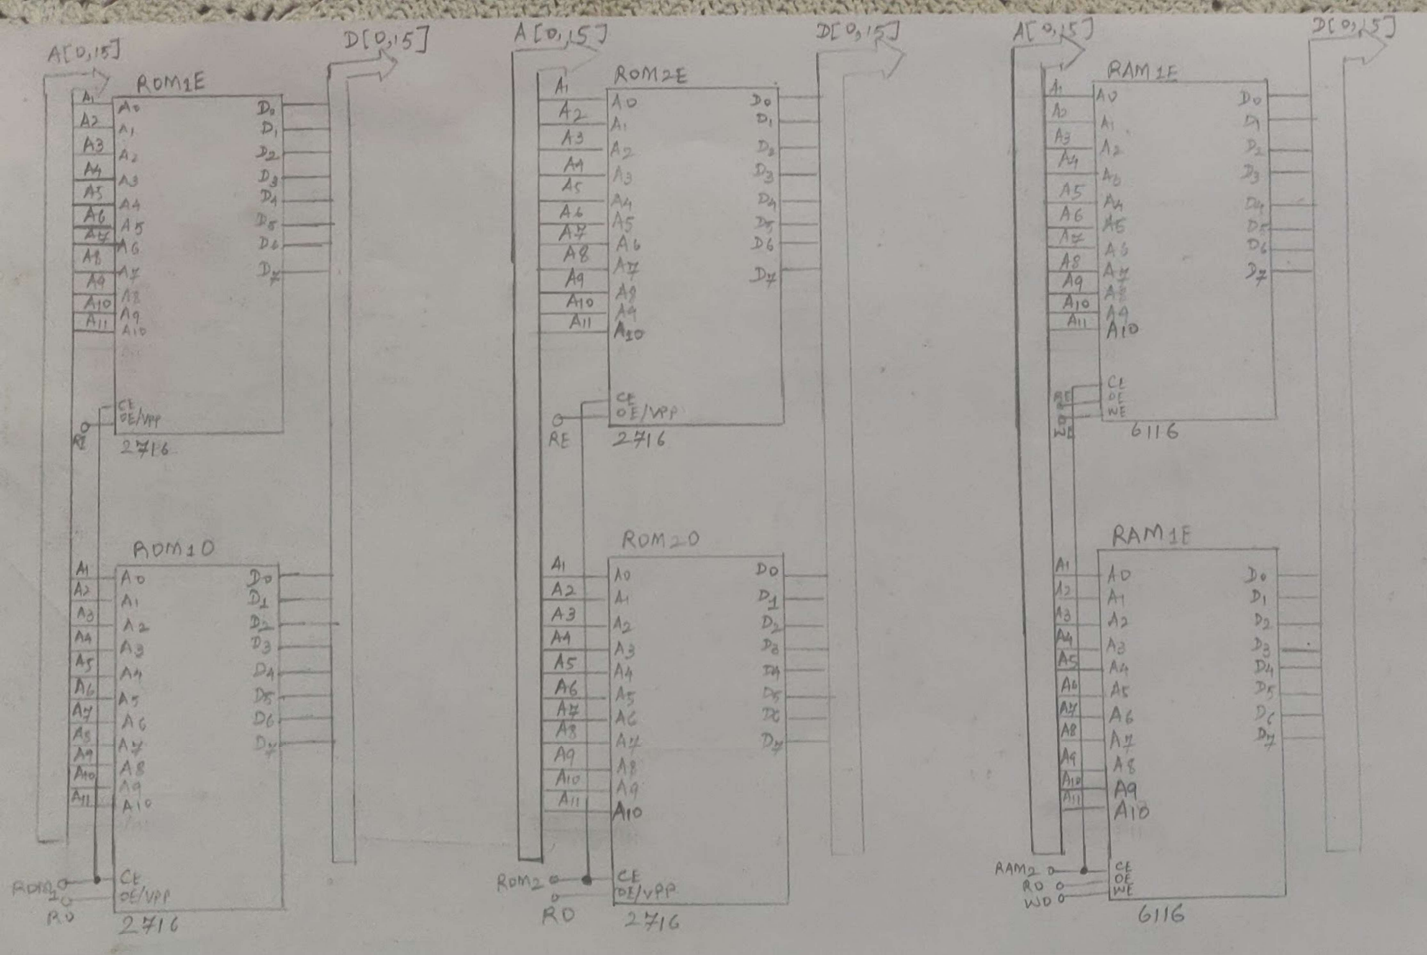 A[0,15]
D[0,15]
ROM1E
A1
A2
A3
A4
A5
A6
A7
A8
A9
A10
A11
A0
A1
A2
A3
A4
A5
A6
A7
A8
A9
A10
D0
D1
D2
D3
D4
D5
D6
D7
CE
OE/VPP
RE
2716
ROM1O
A1
A2
A3
A4
A5
A6
A7
A8
A9
A10
A11
A0
A1
A2
A3
A4
A5
A6
A7
A8
A9
A10
D0
D1
D2
D3
D4
D5
D6
D7
CE
OE/VPP
RO
2716
A[0,15]
D[0,15]
ROM2E
A1
A2
A3
A4
A5
A6
A7
A8
A9
A10
A11
A0
A1
A2
A3
A4
A5
A6
A7
A8
A9
A10
D0
D1
D2
D3
D4
D5
D6
D7
CE
OE/VPP
RE
2716
ROM2O
A1
A2
A3
A4
A5
A6
A7
A8
A9
A10
A11
A0
A1
A2
A3
A4
A5
A6
A7
A8
A9
A10
D0
D1
D2
D3
D4
D5
D6
D7
ROM2
CE
OE/VPP
RO
2716
A[0,15]
D[0,15]
RAM1E
A1
A3
A4
A5
A6
A7
A8
A9
A10
A11
A0
A1
A2
A3
A4
A5
A6
A7
A8
A9
A10
D0
D1
D2
D3
D4
D5
D6
D7
CE
OE
WE
RE
WE
6116
RAM1E
A1
A2
A3
A4
A5
A6
A7
A8
A9
A10
A11
A0
A1
A2
A3
A4
A5
A6
A7
A8
A9
A10
D0
D1
D2
D3
D4
D5
D6
D7
RAM2
RO
WO
CE
OE
WE
6116